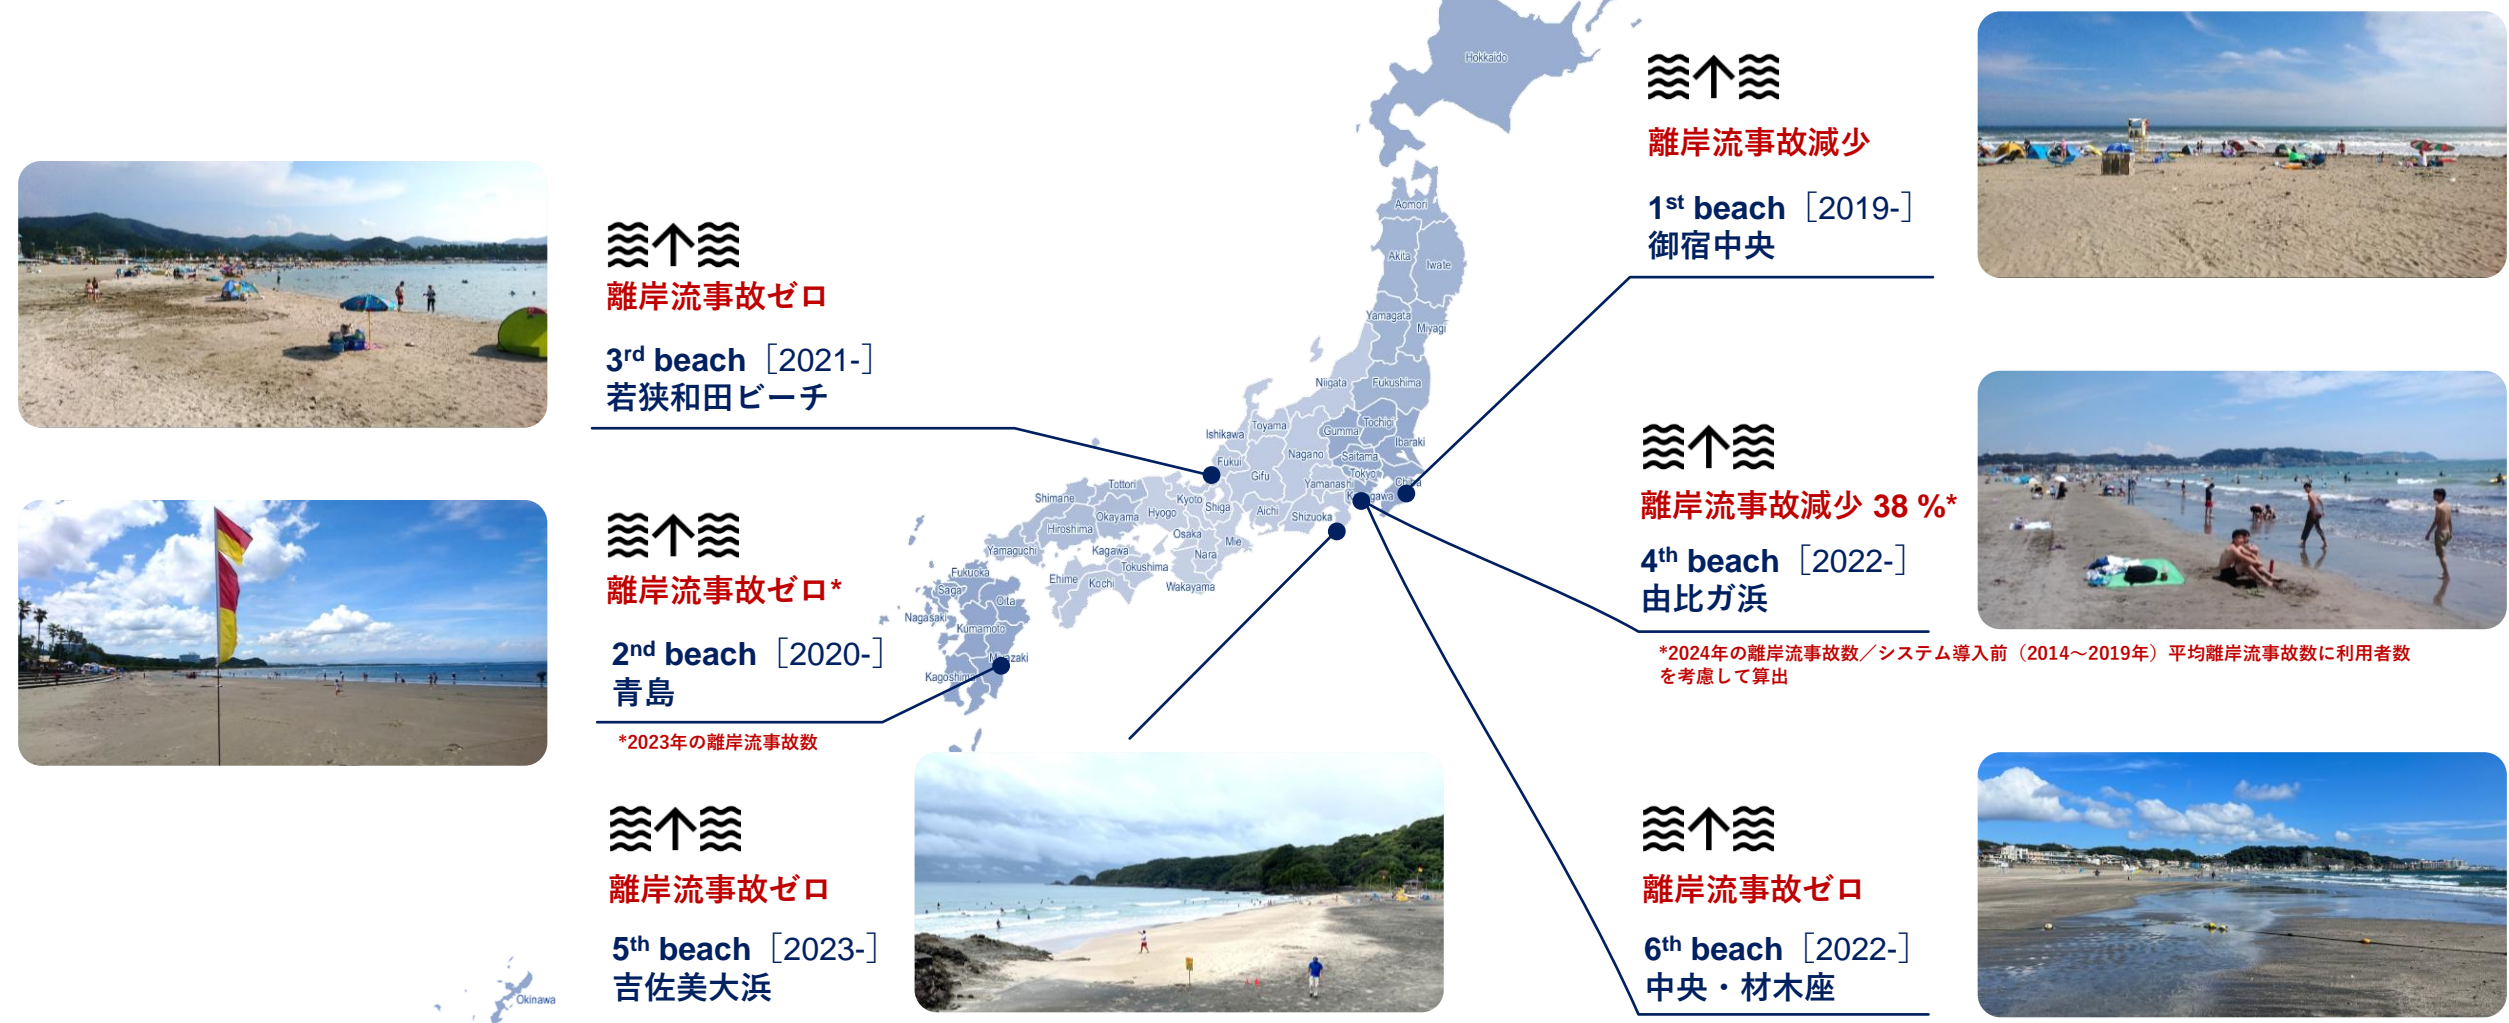 離岸流事故減少
1st beach［2019-］
御宿中央
離岸流事故ゼロ
3rd beach［2021-］
若狭和田ビーチ
離岸流事故減少 38 %*
4th beach［2022-］
由比ガ浜
*2024年の離岸流事故数／システム導入前（2014～2019年）平均離岸流事故数に利用者数
を考慮して算出
離岸流事故ゼロ*
2nd beach［2020-］
青島
*2023年の離岸流事故数
離岸流事故ゼロ
5th beach［2023-］
吉佐美大浜
離岸流事故ゼロ
6th beach［2022-］
中央・材木座
Hokkaido
Aomori
Akita
Iwate
Yamagata
Miyagi
Niigata
Fukushima
Toyama
Ishikawa
Gumma
Tochigi
Ibaraki
Fukui
Gifu
Nagano
Saitama
Tokyo
Yamanashi
Shimane
Tottori
Kyoto
Okayama
Hyogo
Shiga
Aichi
Shizuoka
Hiroshima
Osaka
Mie
Yamaguchi
Kagawa
Nara
Tokushima
Ehime
Kochi
Wakayama
Fukuoka
Saga
Oita
Nagasaki
Kumamoto
Kagoshima
Okinawa